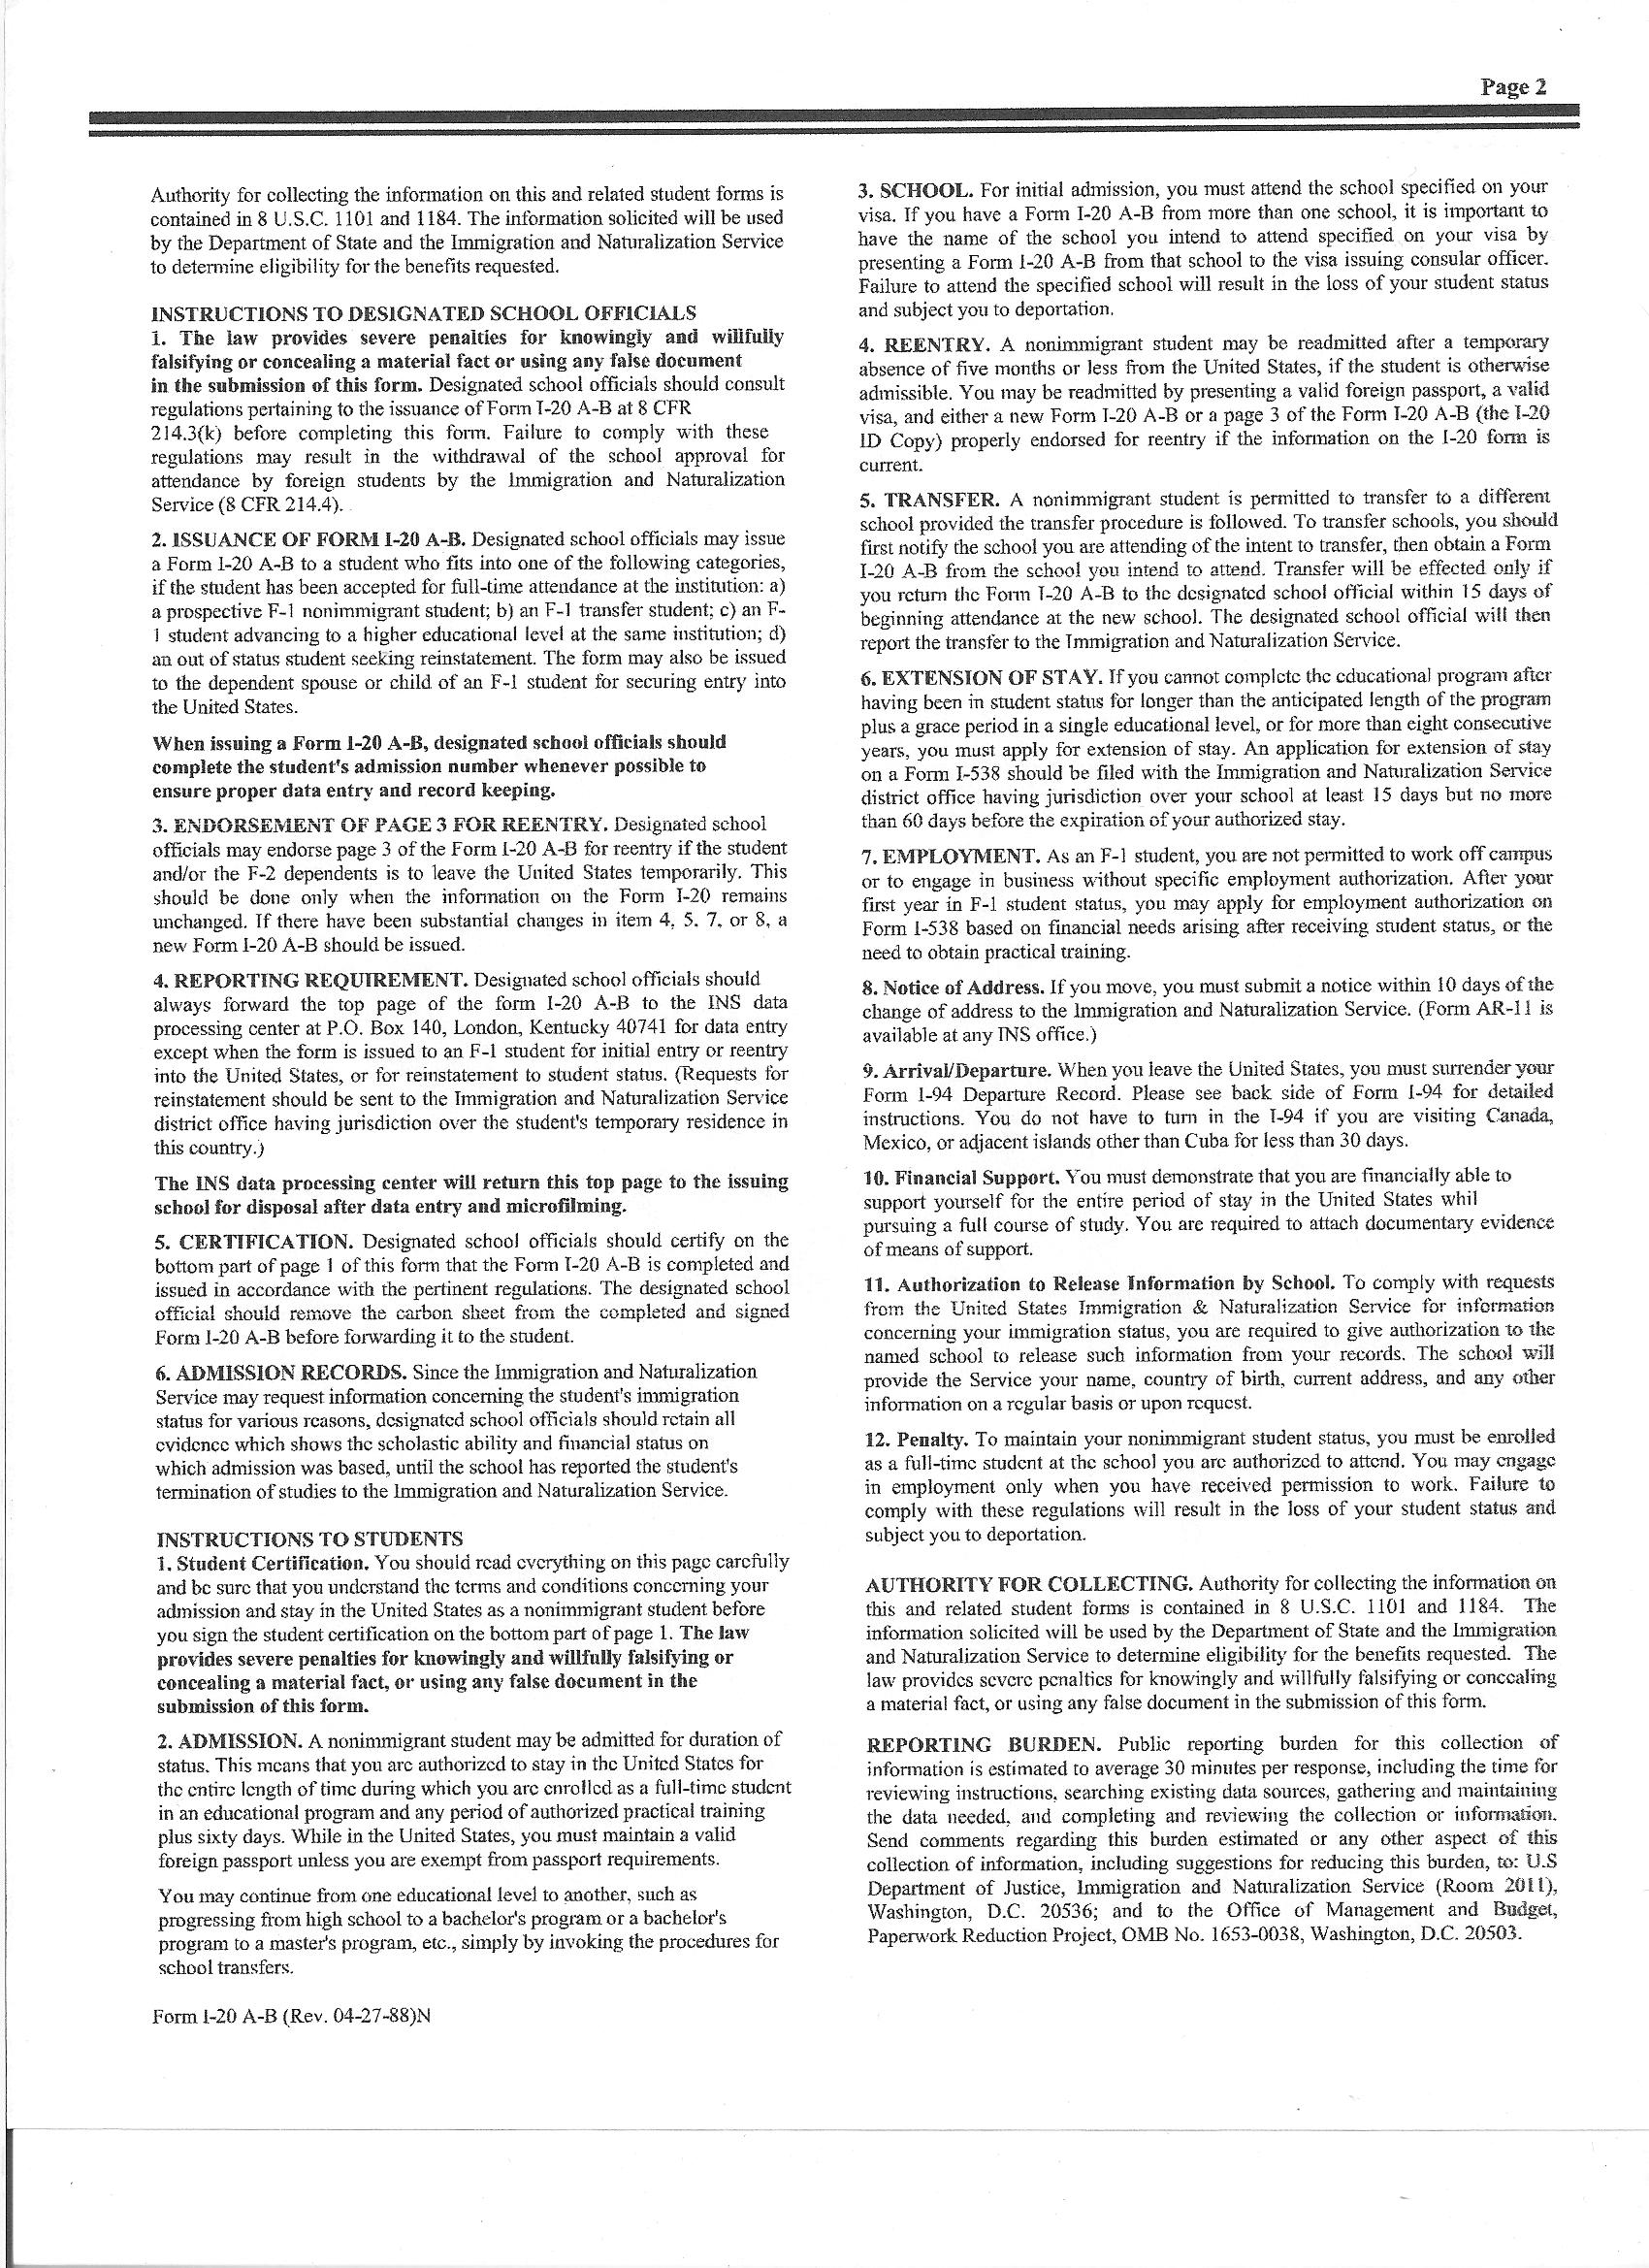 Page 2
Authority for collecting the information on this and related student forms is
contained in 8 U.S.C. 1101 and 1184. The information solicited will be used
by the Department of State and the Immigration and Naturalization Service
to determine eligibility for the benefits requested.
INSTRUCTIONS TO DESIGNATED SCHOOL OFFICIALS
1. The law provides severe penalties for knowingly and willfully
falsifying or concealing a material fact or using any false document
in the submission of this form. Designated school officials should consult
regulations pertaining to the issuance of Form I-20 A-B at 8 CFR
214.3(k) before completing this form. Failure to comply with these
regulations may result in the withdrawal of the school approval for
attendance by foreign students by the Immigration and Naturalization
Service (8 CFR 214.4).
2. ISSUANCE OF FORM I-20 A-B. Designated school officials may issue
a Form I-20 A-B to a student who fits into one of the following categories,
if the student has been accepted for full-time attendance at the institution: a)
a prospective F-1 nonimmigrant student; b) an F-1 transfer student; c) an F-
1 student advancing to a higher educational level at the same institution; d)
an out of status student seeking reinstatement. The form may also be issued
to the dependent spouse or child of an F-1 student for securing entry into
the United States.
When issuing a Form I-20 A-B, designated school officials should
complete the student's admission number whenever possible to
ensure proper data entry and record keeping.
3. ENDORSEMENT OF PAGE 3 FOR REENTRY. Designated school
officials may endorse page 3 of the Form I-20 A-B for reentry if the student
and/or the F-2 dependents is to leave the United States temporarily. This
should be done only when the information on the Form I-20 remains
unchanged. If there have been substantial changes in item 4, 5. 7, or 8, a
new Form I-20 A-B should be issued.
4. REPORTING REQUIREMENT. Designated school officials should
always forward the top page of the form I-20 A-B to the INS data
processing center at P.O. Box 140, London, Kentucky 40741 for data entry
except when the form is issued to an F-1 student for initial entry or reentry
into the United States, or for reinstatement to student status. (Requests for
reinstatement should be sent to the Immigration and Naturalization Service
district office having jurisdiction over the student's temporary residence in
this country.)
The INS data processing center will return this top page to the issuing
school for disposal after data entry and microfilming.
5. CERTIFICATION. Designated school officials should certify on the
bottom part of page 1 of this form that the Form I-20 A-B is completed and
issued in accordance with the pertinent regulations. The designated school
official should remove the carbon sheet from the completed and signed
Form I-20 A-B before forwarding it to the student.
6. ADMISSION RECORDS. Since the Immigration and Naturalization
Service may request information concerning the student's immigration
status for various reasons, designated school officials should retain all
evidence which shows the scholastic ability and financial status on
which admission was based, until the school has reported the student's
termination of studies to the Immigration and Naturalization Service.
INSTRUCTIONS TO STUDENTS
1. Student Certification. You should read everything on this page carefully
and be sure that you understand the terms and conditions concerning your
admission and stay in the United States as a nonimmigrant student before
you sign the student certification on the bottom part of page 1. The law
provides severe penalties for knowingly and willfully falsifying or
concealing a material fact, or using any false document in the
submission of this form.
2. ADMISSION. A nonimmigrant student may be admitted for duration of
status. This means that you are authorized to stay in the United States for
the entire length of time during which you are enrolled as a full-time student
in an educational program and any period of authorized practical training
plus sixty days. While in the United States, you must maintain a valid
foreign passport unless you are exempt from passport requirements.
You may continue from one educational level to another, such as
progressing from high school to a bachelor's program or a bachelor's
program to a master's program, etc., simply by invoking the procedures for
school transfers.
Form I-20 A-B (Rev. 04-27-88)N
3. SCHOOL. For initial admission, you must attend the school specified on your
visa. If you have a Form I-20 A-B from more than one school, it is important to
have the name of the school you intend to attend specified on your visa by
presenting a Form I-20 A-B from that school to the visa issuing consular officer.
Failure to attend the specified school will result in the loss of your student status
and subject you to deportation.
4. REENTRY. A nonimmigrant student may be readmitted after a temporary
absence of five months or less from the United States, if the student is otherwise
admissible. You may be readmitted by presenting a valid foreign passport, a valid
visa, and either a new Form I-20 A-B or a page 3 of the Form I-20 A-B (the I-20
ID Copy) properly endorsed for reentry if the information on the I-20 form is
current.
5. TRANSFER. A nonimmigrant student is permitted to transfer to a different
school provided the transfer procedure is followed. To transfer schools, you should
first notify the school you are attending of the intent to transfer, then obtain a Form
I-20 A-B from the school you intend to attend. Transfer will be effected only if
you return the Form I-20 A-B to the designated school official within 15 days of
beginning attendance at the new school. The designated school official will then
report the transfer to the Immigration and Naturalization Service.
6. EXTENSION OF STAY. If you cannot complete the educational program after
having been in student status for longer than the anticipated length of the program
plus a grace period in a single educational level, or for more than eight consecutive
years, you must apply for extension of stay. An application for extension of stay
on a Form I-538 should be filed with the Immigration and Naturalization Service
district office having jurisdiction over your school at least 15 days but no more
than 60 days before the expiration of your authorized stay.
7. EMPLOYMENT. As an F-1 student, you are not permitted to work off campus
or to engage in business without specific employment authorization. After your
first year in F-1 student status, you may apply for employment authorization on
Form I-538 based on financial needs arising after receiving student status, or the
need to obtain practical training.
8. Notice of Address. If you move, you must submit a notice within 10 days of the
change of address to the Immigration and Naturalization Service. (Form AR-11 is
available at any INS office.)
9. Arrival/Departure. When you leave the United States, you must surrender your
Form I-94 Departure Record. Please see back side of Form I-94 for detailed
instructions. You do not have to turn in the I-94 if you are visiting Canada,
Mexico, or adjacent islands other than Cuba for less than 30 days.
10. Financial Support. You must demonstrate that you are financially able to
support yourself for the entire period of stay in the United States whil
pursuing a full course of study. You are required to attach documentary evidence
of means of support.
11. Authorization to Release Information by School. To comply with requests
from the United States Immigration & Naturalization Service for information
concerning your immigration status, you are required to give authorization to the
named school to release such information from your records. The school will
provide the Service your name, country of birth, current address, and any other
information on a regular basis or upon request.
12. Penalty. To maintain your nonimmigrant student status, you must be enrolled
as a full-time student at the school you are authorized to attend. You may engage
in employment only when you have received permission to work. Failure to
comply with these regulations will result in the loss of your student status and
subject you to deportation.
AUTHORITY FOR COLLECTING. Authority for collecting the information on
this and related student forms is contained in 8 U.S.C. 1101 and 1184. The
information solicited will be used by the Department of State and the Immigration
and Naturalization Service to determine eligibility for the benefits requested. The
law provides severe penalties for knowingly and willfully falsifying or concealing
a material fact, or using any false document in the submission of this form.
REPORTING BURDEN. Public reporting burden for this collection of
information is estimated to average 30 minutes per response, including the time for
reviewing instructions, searching existing data sources, gathering and maintaining
the data needed, and completing and reviewing the collection or information.
Send comments regarding this burden estimated or any other aspect of this
collection of information, including suggestions for reducing this burden, to: U.S
Department of Justice, Immigration and Naturalization Service (Room 2011),
Washington, D.C. 20536; and to the Office of Management and Budget,
Paperwork Reduction Project, OMB No. 1653-0038, Washington, D.C. 20503.